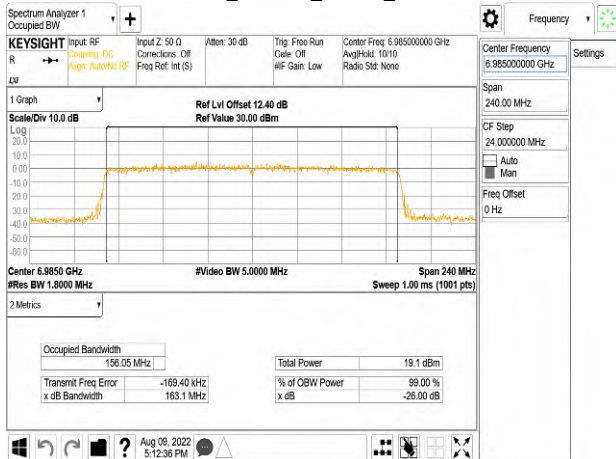 Spectrum Analyzer 1
Occupied BW
Frequency
KEYSIGHT
Input: RF
Coupling: DC
Align: Auto/No RF
Input Z: 50 Ω
Corrections: Off
Freq Ref: Int (S)
Atten: 30 dB
Trig: Free Run
Gate: Off
#IF Gain: Low
Center Freq: 6.985000000 GHz
Avg|Hold: 10/10
Radio Std: None
R
Center Frequency
6.985000000 GHz
Settings
Span
240.00 MHz
CF Step
24.000000 MHz
Auto
Man
Freq Offset
0 Hz
1 Graph
Scale/Div 10.0 dB
Ref Lvl Offset 12.40 dB
Ref Value 30.00 dBm
Log
20.0
10.0
0.00
-10.0
-20.0
-30.0
-40.0
-50.0
-60.0
Center 6.9850 GHz
#Video BW 5.0000 MHz
Span 240 MHz
#Res BW 1.8000 MHz
Sweep 1.00 ms (1001 pts)
2 Metrics
Occupied Bandwidth
156.05 MHz
Total Power 19.1 dBm
Transmit Freq Error -169.40 kHz
% of OBW Power 99.00 %
x dB Bandwidth 163.1 MHz
x dB -26.00 dB
?
Aug 09, 2022
5:12:36 PM